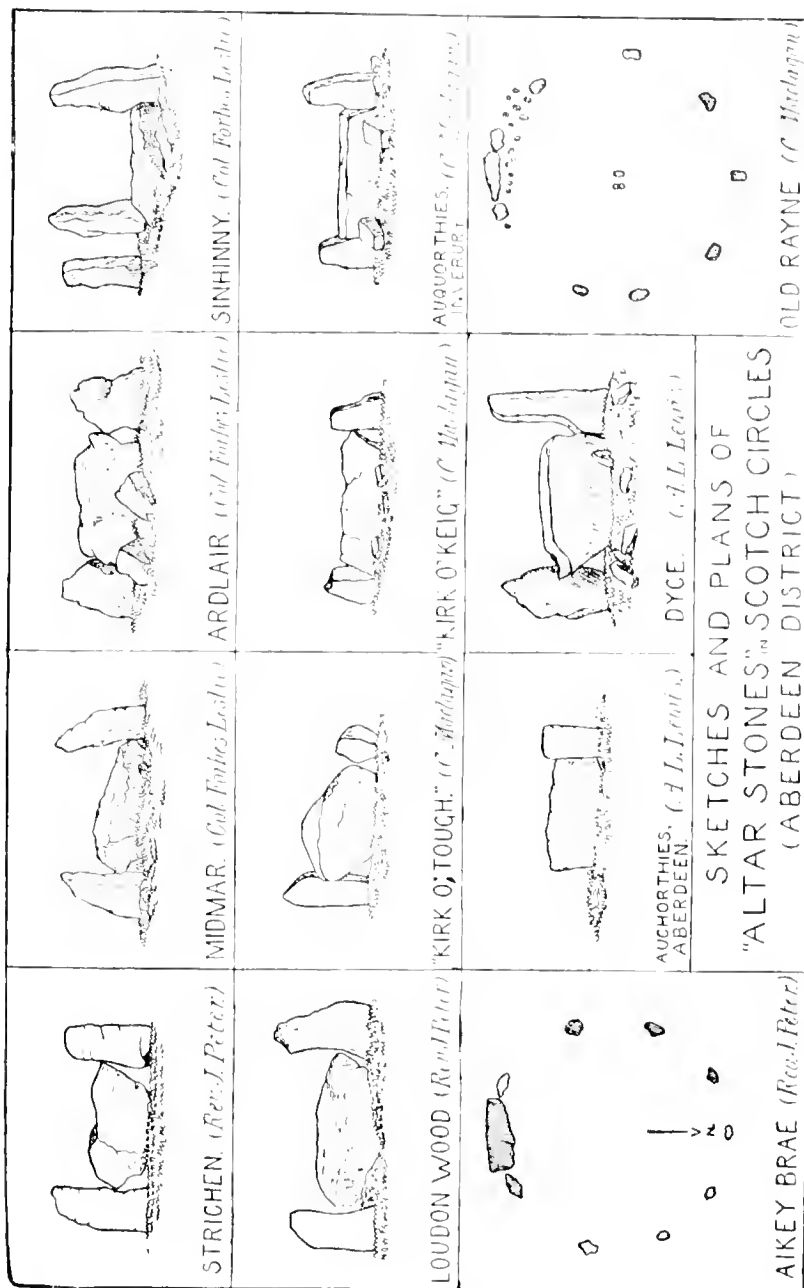 STRICHEN. (Rev. J. Peter.)
MIDMAR. (Col. Forbes Leslie)
ARDLAIR (Col Forbes Leslie)
SINHINNY. (Col Forbes Leslie)
LOUDON WOOD (Rev J Peter)
"KIRK O; TOUGH." (C. Maclagan)
"KIRK O' KEIG" (C. Maclagan)
AUQUORTHIES, (C. Maclagan)
INVERURY
N
AIKEY BRAE (Rev. J. Peter)
AUCHORTHIES, (A L. Lewis.)
ABERDEEN.
DYCE. (A. L. Lewis.)
OLD RAYNE (C. Maclagan)
SKETCHES AND PLANS OF
"ALTAR STONES" IN SCOTCH CIRCLES
(ABERDEEN DISTRICT)